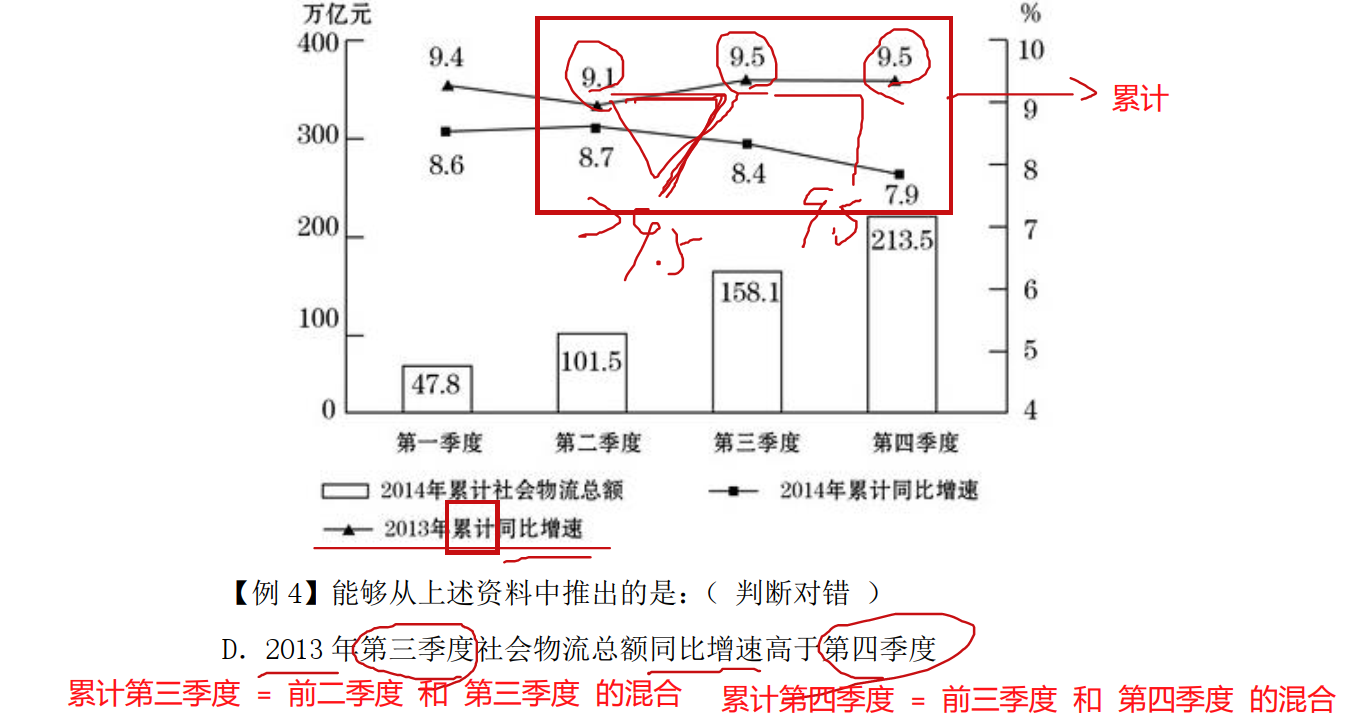 万亿元 %
400 10
9.4 9.1 9.5 9.5
累计
9
300
8.6 8.7 8.4 8
7.9
200 7
>9.5 9.5
213.5
158.1 6
100
101.5 5
47.8
0 4
第一季度 第二季度 第三季度 第四季度
2014年累计社会物流总额 2014年累计同比增速
2013年累计同比增速
【例 4】能够从上述资料中推出的是：（ 判断对错 ）
D. 2013 年第三季度社会物流总额同比增速高于第四季度
累计第三季度 = 前二季度 和 第三季度 的混合 累计第四季度 = 前三季度 和 第四季度 的混合